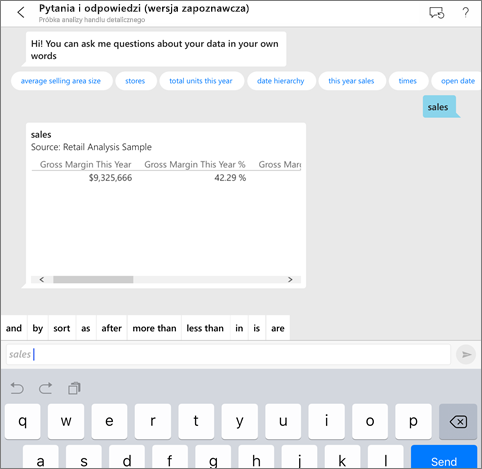 Pytania i odpowiedzi (wersja zapoznawcza)
Próbka analizy handlu detalicznego
?
Hi! You can ask me questions about your data in your own
words
average selling area size stores total units this year date hierarchy this year sales times open date
sales
sales
Source: Retail Analysis Sample
Gross Margin This Year Gross Margin This Year % Gross Marg
$9,325,666 42.29 %
and by sort as after more than less than in is are
sales
q w e r t y u i o p
a s d f g h j k l Send